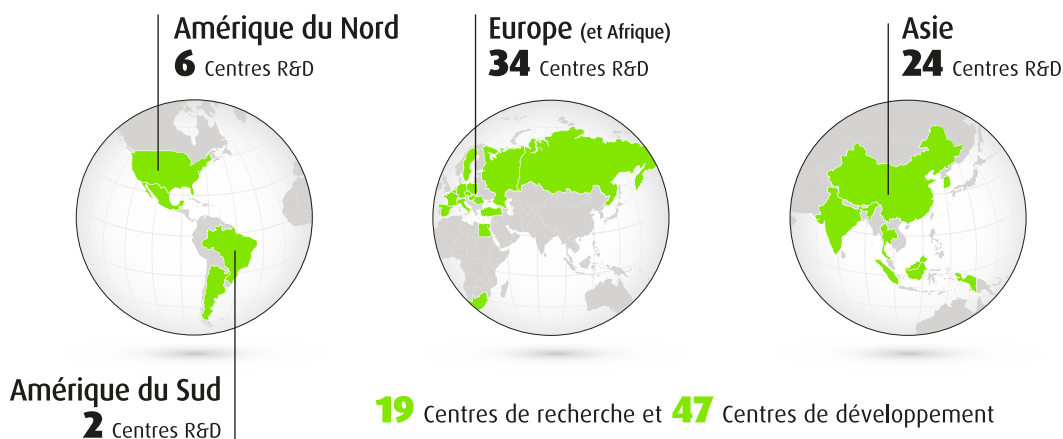 Amérique du Nord
6 Centres R&D
Europe (et Afrique)
34 Centres R&D
Asie
24 Centres R&D
Amérique du Sud
2 Centres R&D
19 Centres de recherche et 47 Centres de développement